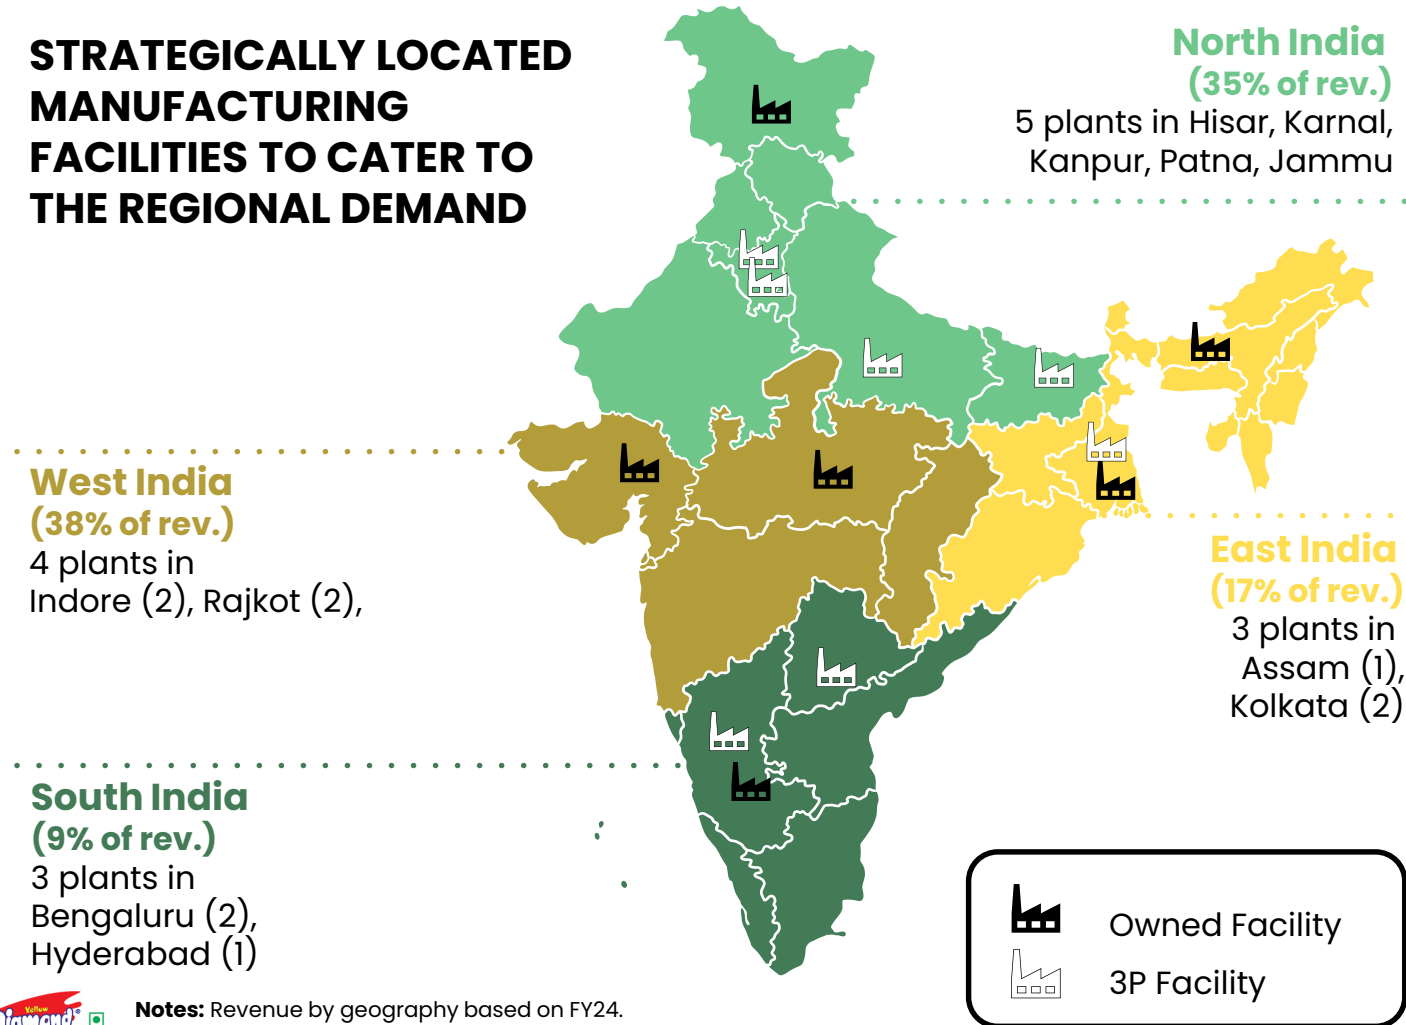 STRATEGICALLY LOCATED
MANUFACTURING
FACILITIES TO CATER TO
THE REGIONAL DEMAND
North India
(35% of rev.)
5 plants in Hisar, Karnal,
Kanpur, Patna, Jammu
West India
(38% of rev.)
4 plants in
Indore (2), Rajkot (2),
East India
(17% of rev.)
3 plants in
Assam (1),
Kolkata (2)
South India
(9% of rev.)
3 plants in
Bengaluru (2),
Hyderabad (1)
Owned Facility
3P Facility
Yellow
Diamond
Notes: Revenue by geography based on FY24.